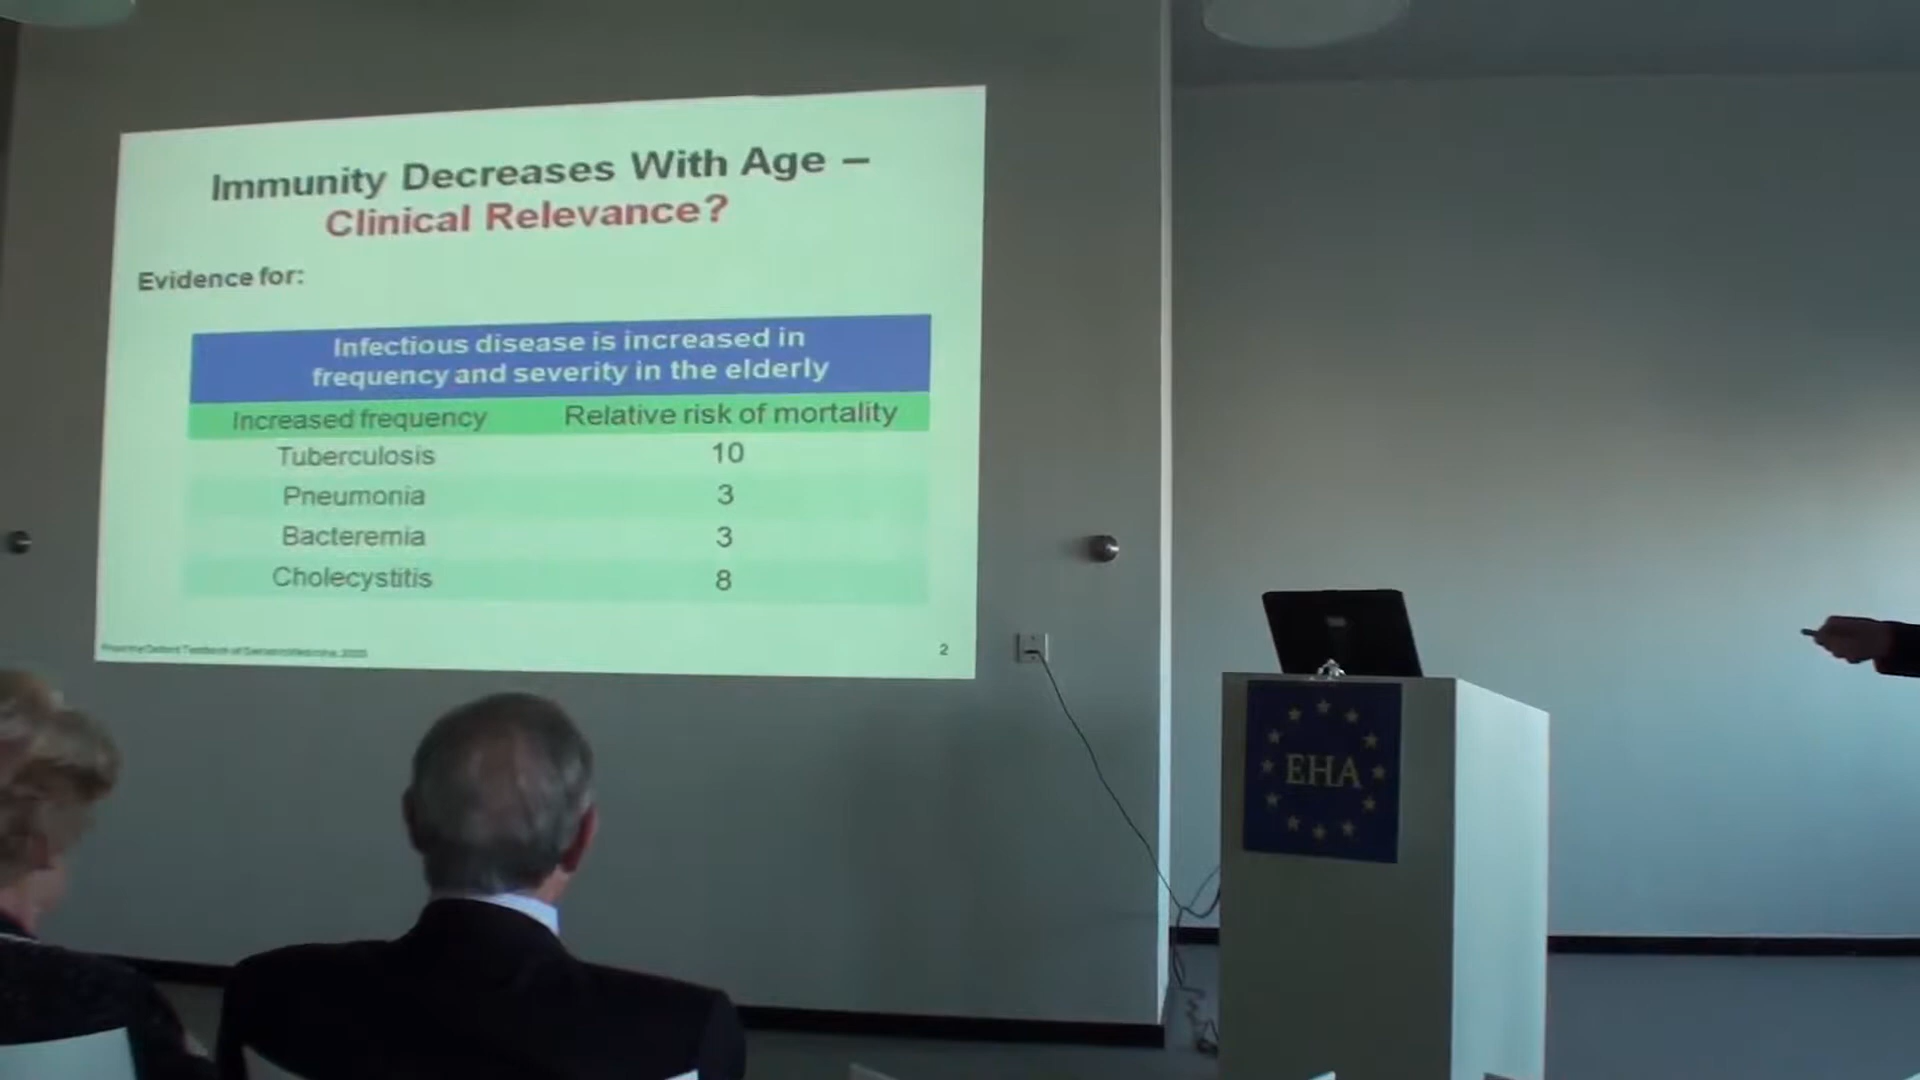 Immunity Decreases With Age –
Clinical Relevance?
Evidence for:
Infectious disease is increased in
frequency and severity in the elderly
Increased frequency Relative risk of mortality
Tuberculosis 10
Pneumonia 3
Bacteremia 3
Cholecystitis 8
2
EHA